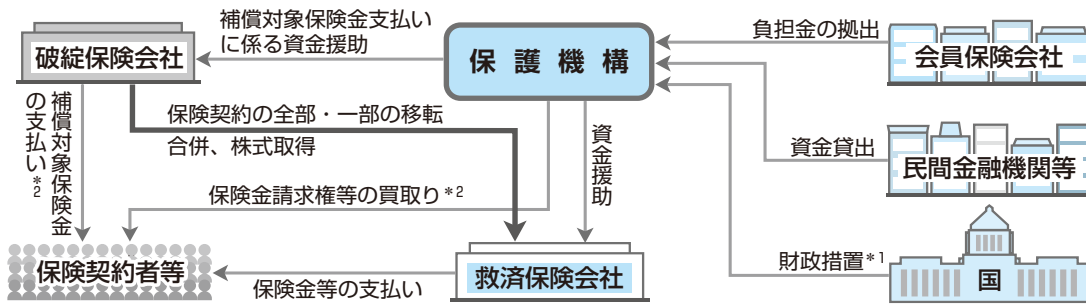 補償対象保険金支払い
に係る資金援助
破綻保険会社
保護機構
負担金の拠出
会員保険会社
補償対象保険金
の支払い*2
保険契約の全部・一部の移転
合併、株式取得
資金援助
資金貸出
民間金融機関等
保険金請求権等の買取り*2
保険契約者等
保険金等の支払い
救済保険会社
財政措置*1
国